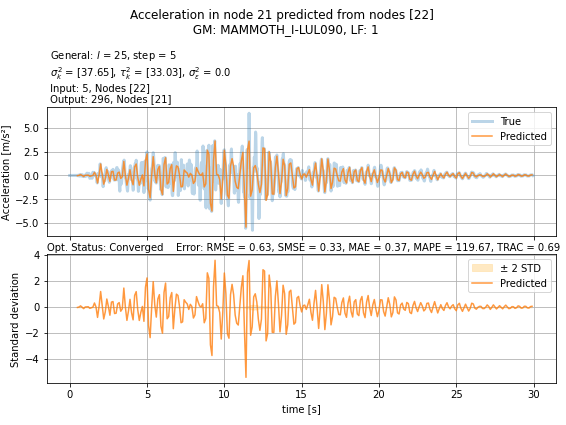 Acceleration in node 21 predicted from nodes [22]
GM: MAMMOTH_I-LUL090, LF: 1
General: l = 25, step = 5
σ²ₖ = [37.65], τ²ₖ = [33.03], σ²_ε = 0.0
Input: 5, Nodes [22]
Output: 296, Nodes [21]
Acceleration [m/s²]
5.0
2.5
0.0
−2.5
−5.0
True
Predicted
Opt. Status: Converged Error: RMSE = 0.63, SMSE = 0.33, MAE = 0.37, MAPE = 119.67, TRAC = 0.69
Standard deviation
4
2
0
−2
−4
± 2 STD
Predicted
0 5 10 15 20 25 30
time [s]